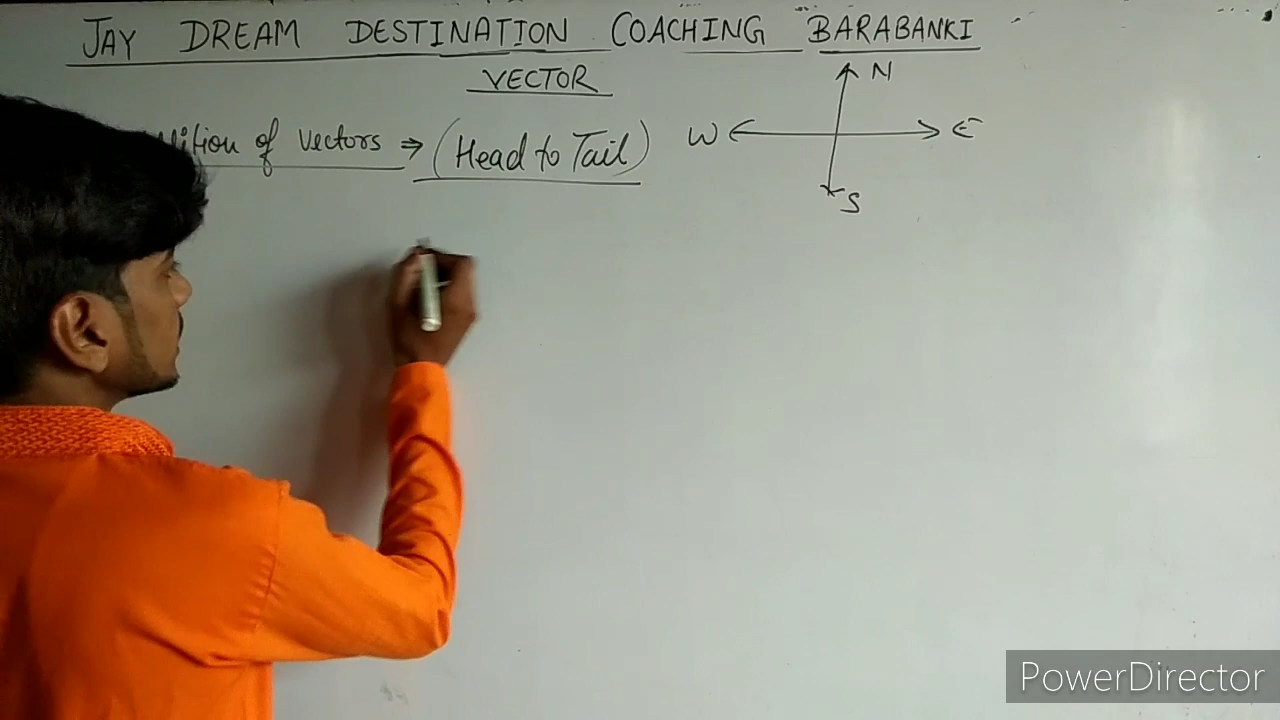 JAY DREAM DESTINATION COACHING BARABANKI
VECTOR
of vectors ⇒ (Head to Tail)
N
W E
S
PowerDirector